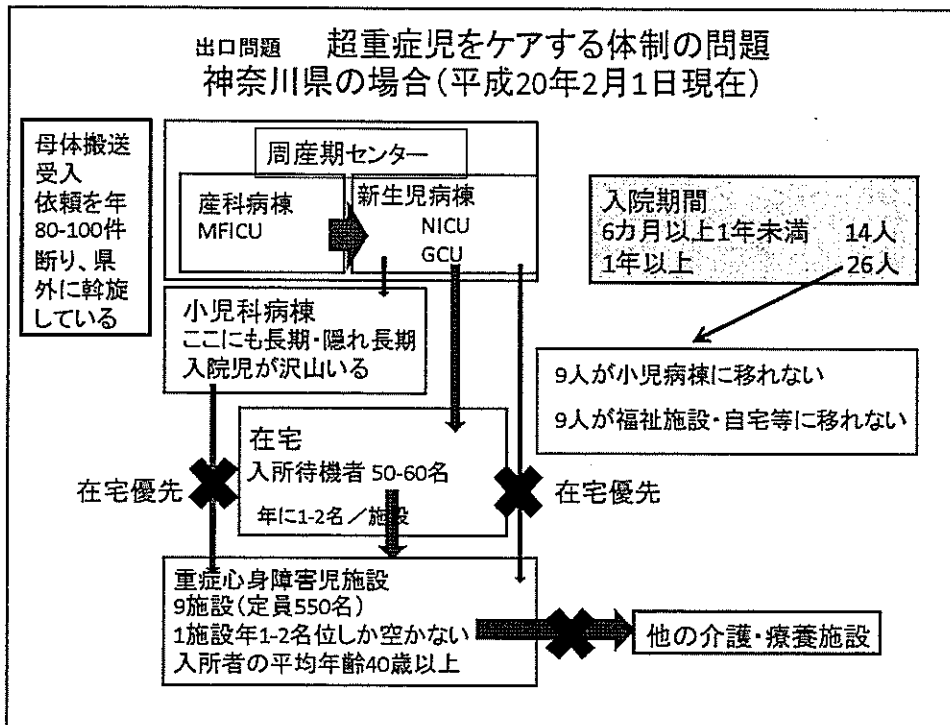 出口問題 超重症児をケアする体制の問題
神奈川県の場合(平成20年2月1日現在)
母体搬送
受入
依頼を年
80-100件
断り、県
外に斡旋
している
周産期センター
産科病棟
MFICU
新生児病棟
NICU
GCU
入院期間
6カ月以上1年未満 14人
1年以上 26人
小児科病棟
ここにも長期・隠れ長期
入院児が沢山いる
9人が小児病棟に移れない
9人が福祉施設・自宅等に移れない
在宅
入所待機者 50-60名
年に1-2名/施設
在宅優先
在宅優先
重症心身障害児施設
9施設(定員550名)
1施設年1-2名位しか空かない
入所者の平均年齢40歳以上
他の介護・療養施設